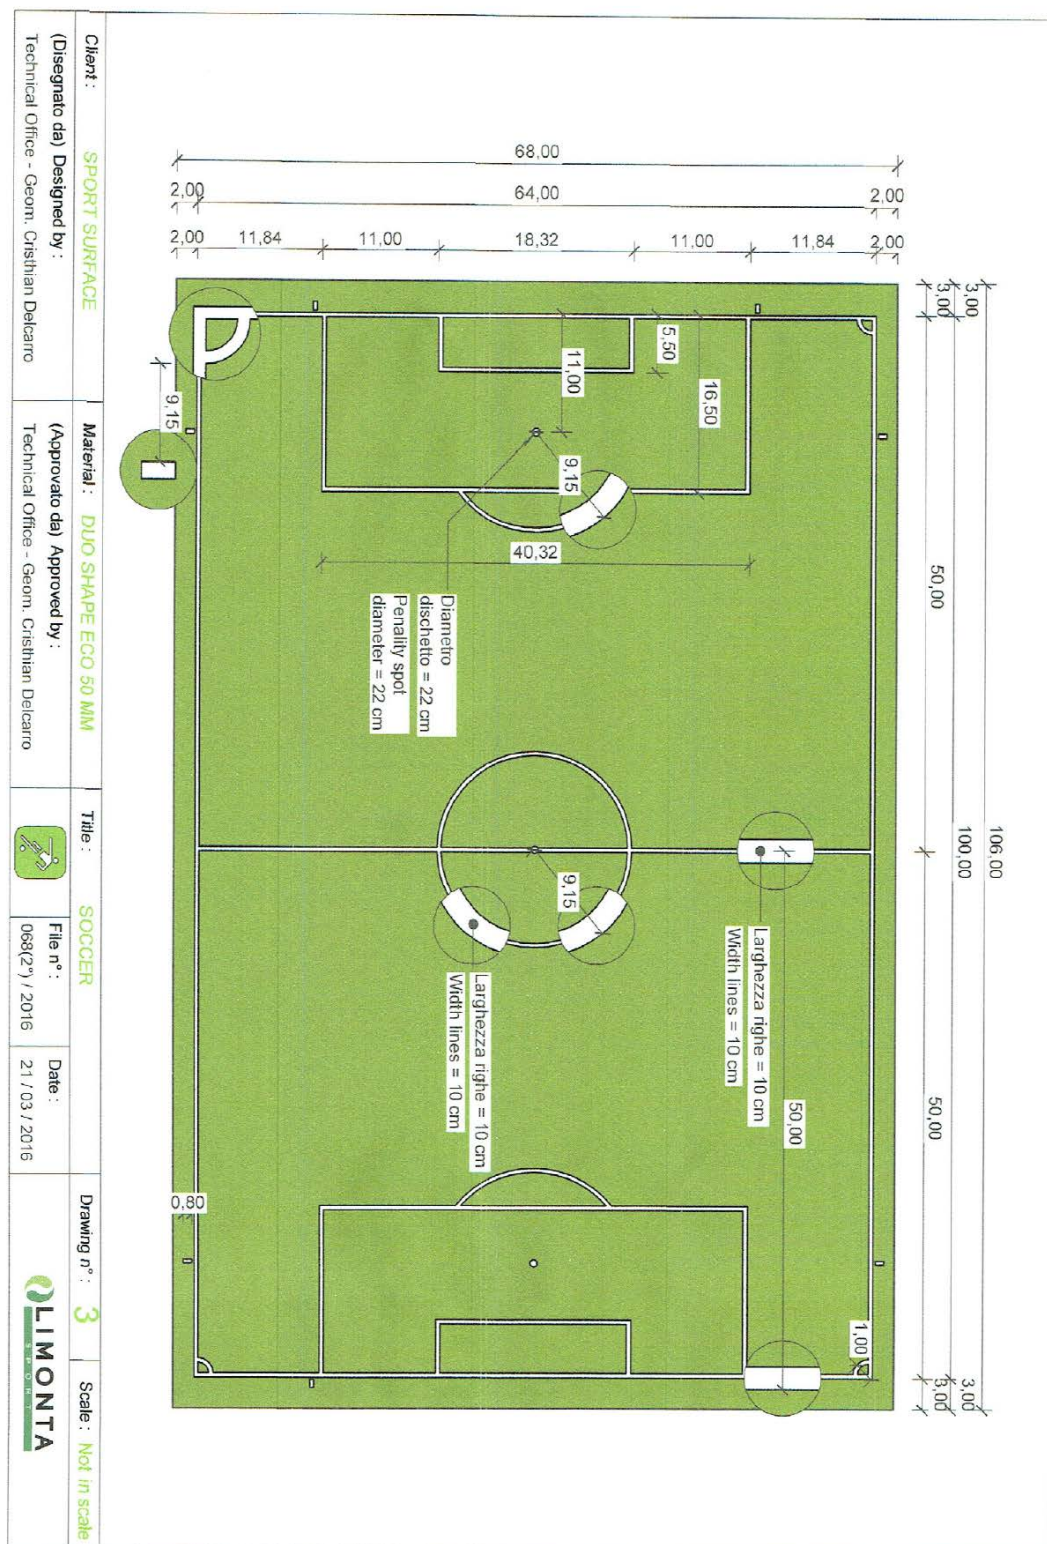 68,00
2,00
64,00
2,00
2,00
11,84
11,00
18,32
11,00
11,84
2,00
3,00
3,00
5,50
11,00
16,50
9,15
9,15
40,32
50,00
100,00
106,00
Diametro
dischetto = 22 cm
Penality spot
diameter = 22 cm
9,15
Larghezza righe = 10 cm
Width lines = 10 cm
Larghezza righe = 10 cm
Width lines = 10 cm
50,00
50,00
0,80
1,00
3,00
3,00
Client : SPORT SURFACE
(Disegnato da) Designed by :
Technical Office - Geom. Cristhian Delcarro
Material : DUO SHAPE ECO 50 MM
(Approvato da) Approved by :
Technical Office - Geom. Cristhian Delcarro
Title : SOCCER
File n° :
068(2°) / 2016
Date :
21 / 03 / 2016
Drawing n° : 3
Scale : Not in scale
LIMONTA
SPORT